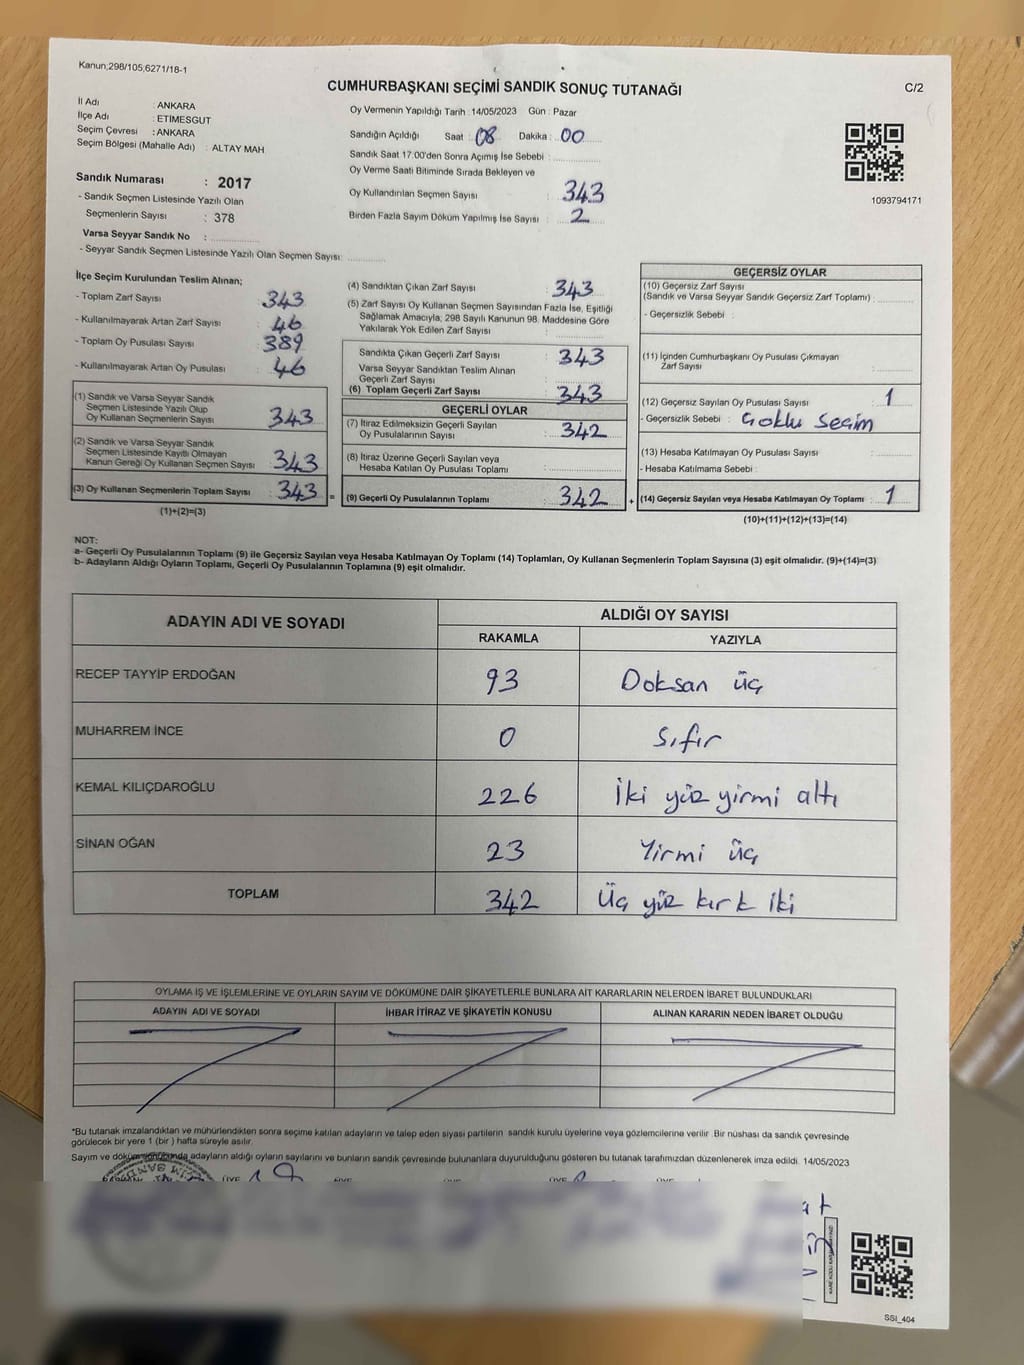 Kanun;298/105;6271/18-1
CUMHURBAŞKANI SEÇİMİ SANDIK SONUÇ TUTANAĞI
C/2
İl Adı : ANKARA
İlçe Adı : ETİMESGUT
Seçim Çevresi : ANKARA
Seçim Bölgesi (Mahalle Adı) : ALTAY MAH
Sandık Numarası : 2017
- Sandık Seçmen Listesinde Yazılı Olan
Seçmenlerin Sayısı : 378
Varsa Seyyar Sandık No :
- Seyyar Sandık Seçmen Listesinde Yazılı Olan Seçmen Sayısı:
Oy Vermenin Yapıldığı Tarih : 14/05/2023 Gün : Pazar
Sandığın Açıldığı Saat : 08 Dakika : 00
Sandık Saat 17:00'den Sonra Açımış İse Sebebi :
Oy Verme Saati Bitiminde Sırada Bekleyen ve
Oy Kullandırılan Seçmen Sayısı : 343
Birden Fazla Sayım Döküm Yapılmış İse Sayısı : 2
1093794171
İlçe Seçim Kurulundan Teslim Alınan;
- Toplam Zarf Sayısı : 343
- Kullanılmayarak Artan Zarf Sayısı : 46
- Toplam Oy Pusulası Sayısı : 389
- Kullanılmayarak Artan Oy Pusulası : 46
(1) Sandık ve Varsa Seyyar Sandık
Seçmen Listesinde Yazılı Olup
Oy Kullanan Seçmenlerin Sayısı : 343
(2) Sandık ve Varsa Seyyar Sandık
Seçmen Listesinde Kayıtlı Olmayan
Kanun Gereği Oy Kullanan Seçmen Sayısı : 343
(3) Oy Kullanan Seçmenlerin Toplam Sayısı : 343 =
(1)+(2)=(3)
(4) Sandıktan Çıkan Zarf Sayısı : 343
(5) Zarf Sayısı Oy Kullanan Seçmen Sayısından Fazla İse, Eşitliği
Sağlamak Amacıyla; 298 Sayılı Kanunun 98. Maddesine Göre
Yakılarak Yok Edilen Zarf Sayısı :
Sandıkta Çıkan Geçerli Zarf Sayısı : 343
Varsa Seyyar Sandıktan Teslim Alınan
Geçerli Zarf Sayısı :
(6) Toplam Geçerli Zarf Sayısı : 343
GEÇERLİ OYLAR
(7) İtiraz Edilmeksizin Geçerli Sayılan
Oy Pusulalarının Sayısı : 342
(8) İtiraz Üzerine Geçerli Sayılan veya
Hesaba Katılan Oy Pusulası Toplamı :
(9) Geçerli Oy Pusulalarının Toplamı : 342 +
GEÇERSİZ OYLAR
(10) Geçersiz Zarf Sayısı
(Sandık ve Varsa Seyyar Sandık Geçersiz Zarf Toplamı) :
- Geçersizlik Sebebi :
(11) İçinden Cumhurbaşkanı Oy Pusulası Çıkmayan
Zarf Sayısı :
(12) Geçersiz Sayılan Oy Pusulası Sayısı : 1
- Geçersizlik Sebebi : Çoklu Seçim
(13) Hesaba Katılmayan Oy Pusulası Sayısı :
- Hesaba Katılmama Sebebi :
(14) Geçersiz Sayılan veya Hesaba Katılmayan Oy Toplamı : 1
(10)+(11)+(12)+(13)=(14)
NOT:
a- Geçerli Oy Pusulalarının Toplamı (9) ile Geçersiz Sayılan veya Hesaba Katılmayan Oy Toplamı (14) Toplamları, Oy Kullanan Seçmenlerin Toplam Sayısına (3) eşit olmalıdır. (9)+(14)=(3)
b- Adayların Aldığı Oyların Toplamı, Geçerli Oy Pusulalarının Toplamına (9) eşit olmalıdır.
ADAYIN ADI VE SOYADI
ALDIĞI OY SAYISI
RAKAMLA YAZIYLA
RECEP TAYYİP ERDOĞAN 93 Doksan üç
MUHARREM İNCE 0 sıfır
KEMAL KILIÇDAROĞLU 226 İki yüz yirmi altı
SİNAN OĞAN 23 Yirmi üç
TOPLAM 342 Üç yüz kırk iki
OYLAMA İŞ VE İŞLEMLERİNE VE OYLARIN SAYIM VE DÖKÜMÜNE DAİR ŞİKAYETLERLE BUNLARA AİT KARARLARIN NELERDEN İBARET BULUNDUKLARI
ADAYIN ADI VE SOYADI İHBAR İTİRAZ VE ŞİKAYETİN KONUSU ALINAN KARARIN NEDEN İBARET OLDUĞU
*Bu tutanak imzalandıktan ve mühürlendikten sonra seçime katılan adayların ve talep eden siyasi partilerin sandık kurulu üyelerine veya gözlemcilerine verilir. Bir nüshası da sandık çevresinde
görülecek bir yere 1 (bir ) hafta süreyle asılır.
Sayım ve döküm sonunda adayların aldığı oyların sayılarını ve bunların sandık çevresinde bulunanlara duyurulduğunu gösteren bu tutanak tarafımızdan düzenlenerek imza edildi. 14/05/2023
SSI_404